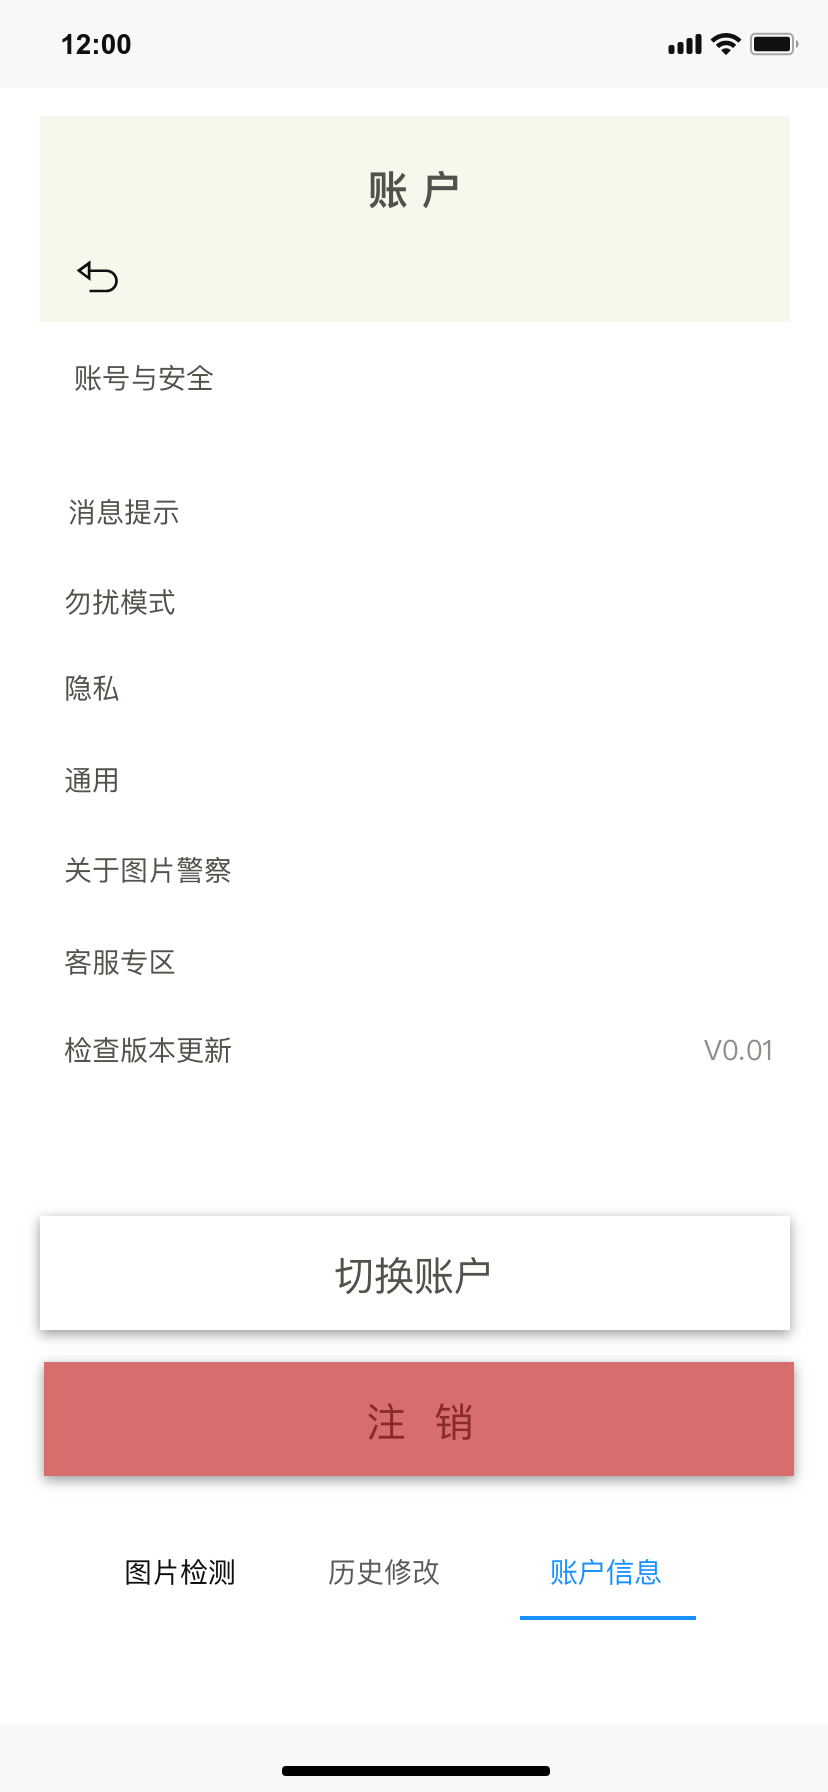 12:00
账 户
账号与安全
消息提示
勿扰模式
隐私
通用
关于图片警察
客服专区
检查版本更新 V0.01
切换账户
注 销
图片检测 历史修改 账户信息